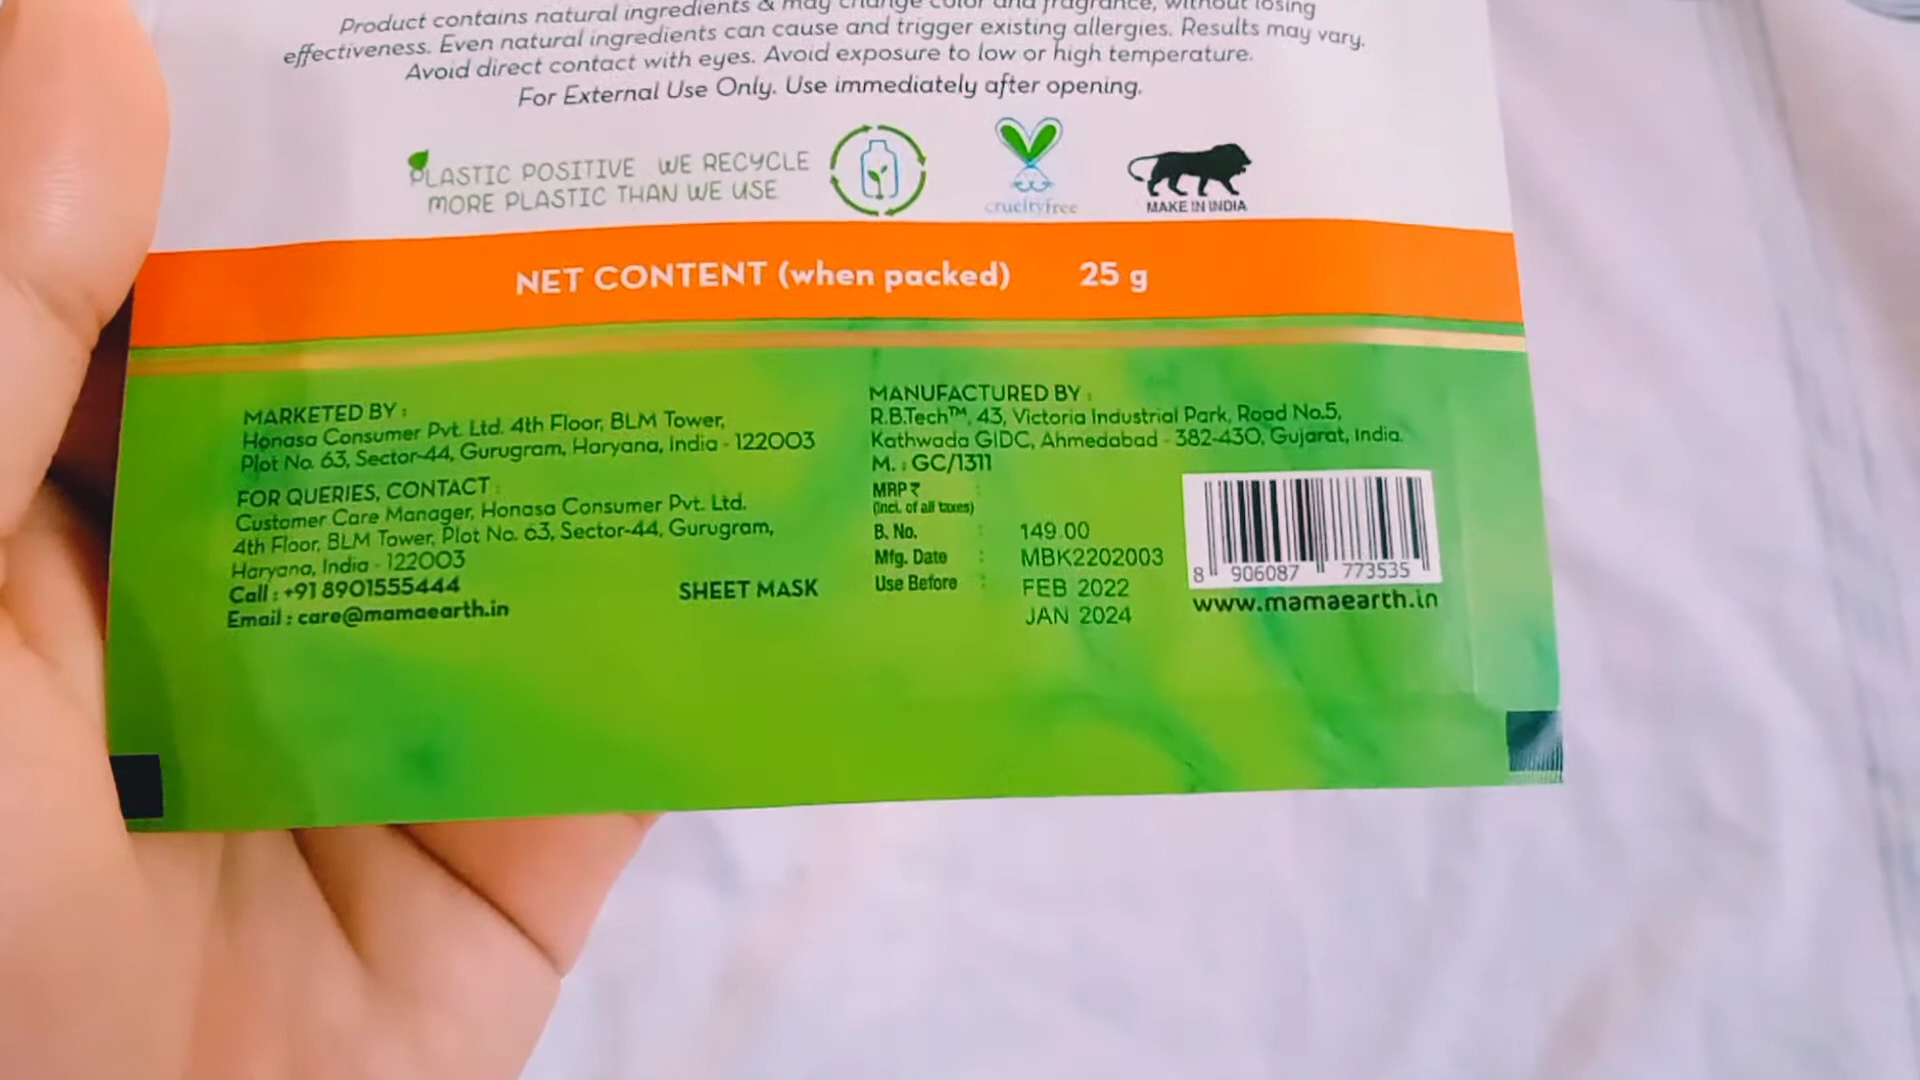 Product contains natural ingredients & may change color and fragrance, without losing
effectiveness. Even natural ingredients can cause and trigger existing allergies. Results may vary.
Avoid direct contact with eyes. Avoid exposure to low or high temperature.
For External Use Only. Use immediately after opening.
PLASTIC POSITIVE WE RECYCLE
MORE PLASTIC THAN WE USE
crueltyfree
MAKE IN INDIA
NET CONTENT (when packed) 25 g
MARKETED BY :
Honasa Consumer Pvt. Ltd. 4th Floor, BLM Tower,
Plot No. 63, Sector-44, Gurugram, Haryana, India - 122003
FOR QUERIES, CONTACT :
Customer Care Manager, Honasa Consumer Pvt. Ltd.
4th Floor, BLM Tower, Plot No. 63, Sector-44, Gurugram,
Haryana, India - 122003
Call : +91 8901555444
Email : care@mamaearth.in
SHEET MASK
MANUFACTURED BY :
R.B.Tech™, 43, Victoria Industrial Park, Road No.5,
Kathwada GIDC, Ahmedabad - 382-430, Gujarat, India.
M. : GC/1311
MRP ₹ :
(Incl. of all taxes)
B. No. : 149.00
Mfg. Date : MBK2202003
Use Before : FEB 2022
JAN 2024
8 906087 773535
www.mamaearth.in